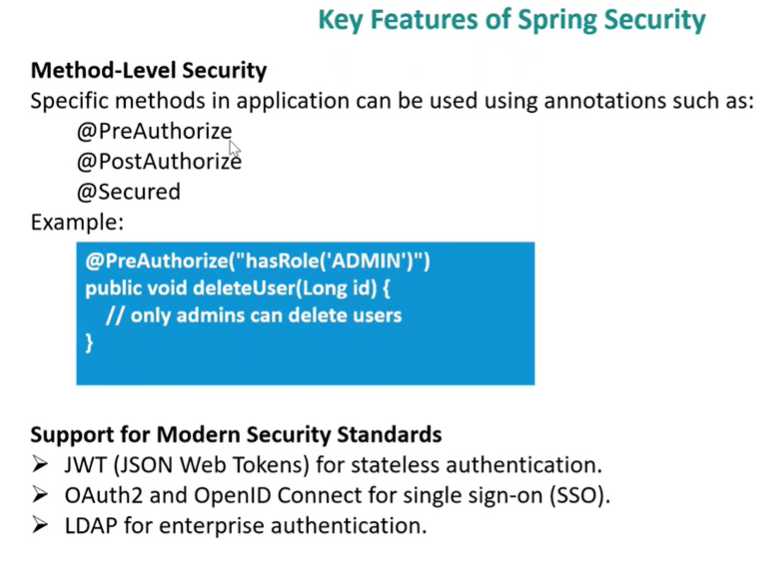 Key Features of Spring Security
Method-Level Security
Specific methods in application can be used using annotations such as:
@PreAuthorize
@PostAuthorize
@Secured
Example:
@PreAuthorize("hasRole('ADMIN')")
public void deleteUser(Long id) {
// only admins can delete users
}
Support for Modern Security Standards
➤ JWT (JSON Web Tokens) for stateless authentication.
➤ OAuth2 and OpenID Connect for single sign-on (SSO).
➤ LDAP for enterprise authentication.